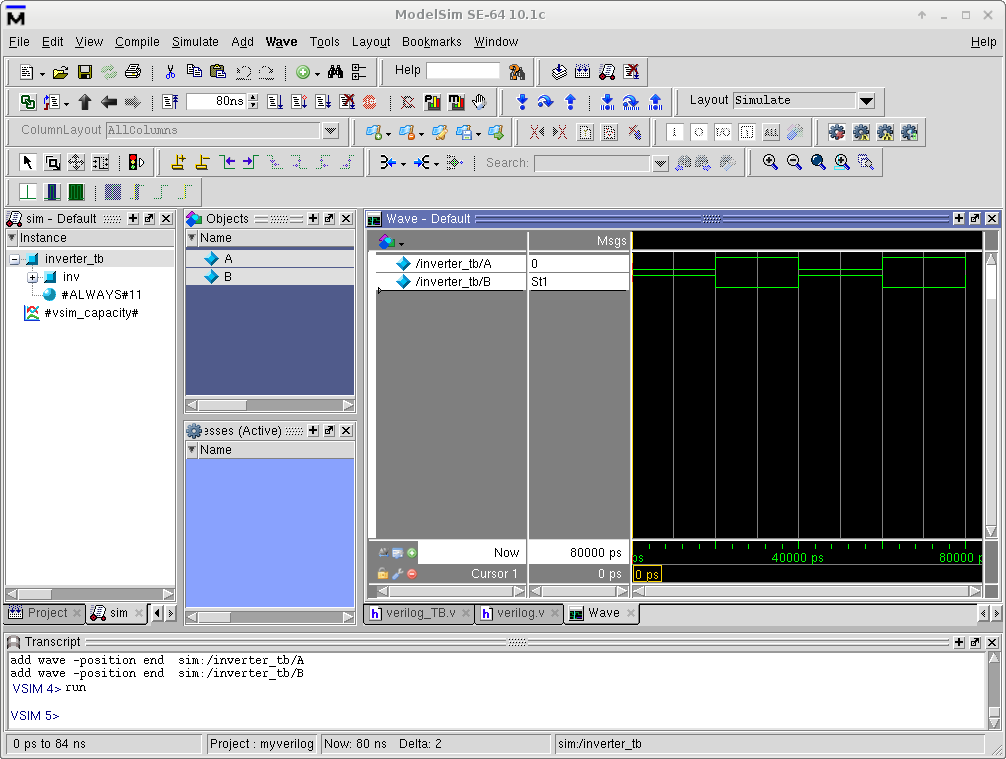 ModelSim SE-64 10.1c
File Edit View Compile Simulate Add Wave Tools Layout Bookmarks Window Help
Help
80ns Layout Simulate
ColumnLayout AllColumns ALL
Search:
sim - Default
Instance
inverter_tb
inv
#ALWAYS#11
#vsim_capacity#
Objects
Name
A
B
esses (Active)
Name
Wave - Default
Msgs
/inverter_tb/A 0
/inverter_tb/B St1
Now 80000 ps
ps 40000 ps 80000 p
Cursor 1 0 ps 0 ps
Project sim
verilog_TB.v verilog.v Wave
Transcript
add wave -position end sim:/inverter_tb/A
add wave -position end sim:/inverter_tb/B
VSIM 4> run
VSIM 5>
0 ps to 84 ns Project : myverilog Now: 80 ns Delta: 2 sim:/inverter_tb